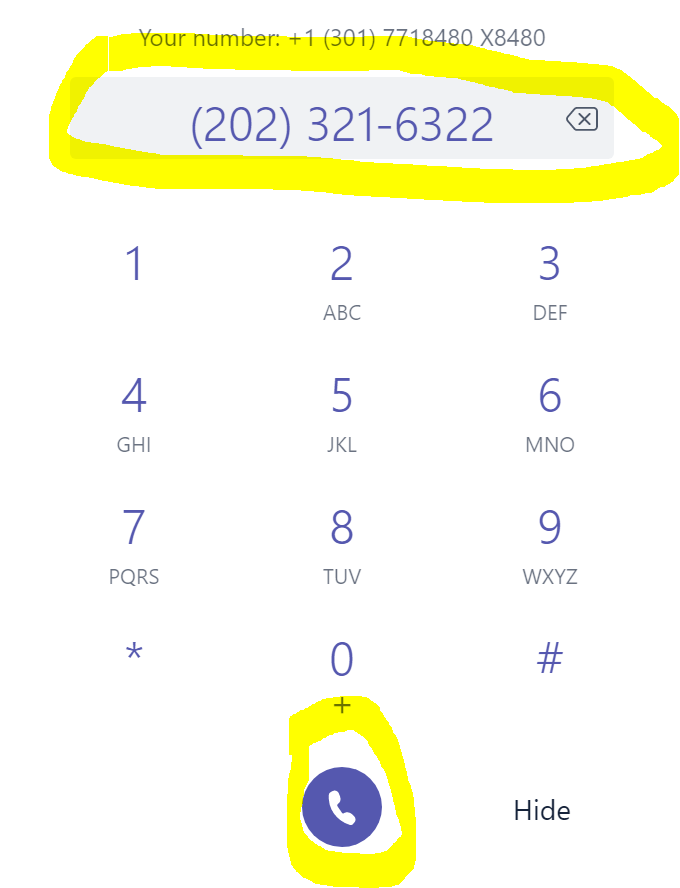 Your number: +1 (301) 7718480 X8480
(202) 321-6322
1 2 3
ABC DEF
4 5 6
GHI JKL MNO
7 8 9
PQRS TUV WXYZ
* 0 #
+
Hide